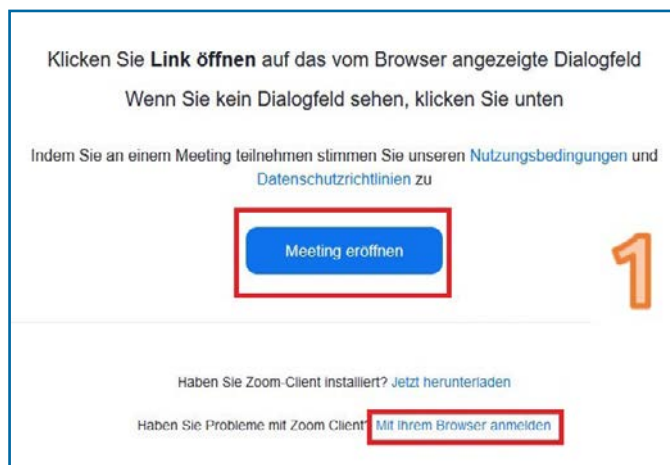 Klicken Sie Link öffnen auf das vom Browser angezeigte Dialogfeld
Wenn Sie kein Dialogfeld sehen, klicken Sie unten
Indem Sie an einem Meeting teilnehmen stimmen Sie unseren Nutzungsbedingungen und
Datenschutzrichtlinien zu
Meeting eröffnen
1
Haben Sie Zoom-Client installiert? Jetzt herunterladen
Haben Sie Probleme mit Zoom Client? Mit Ihrem Browser anmelden